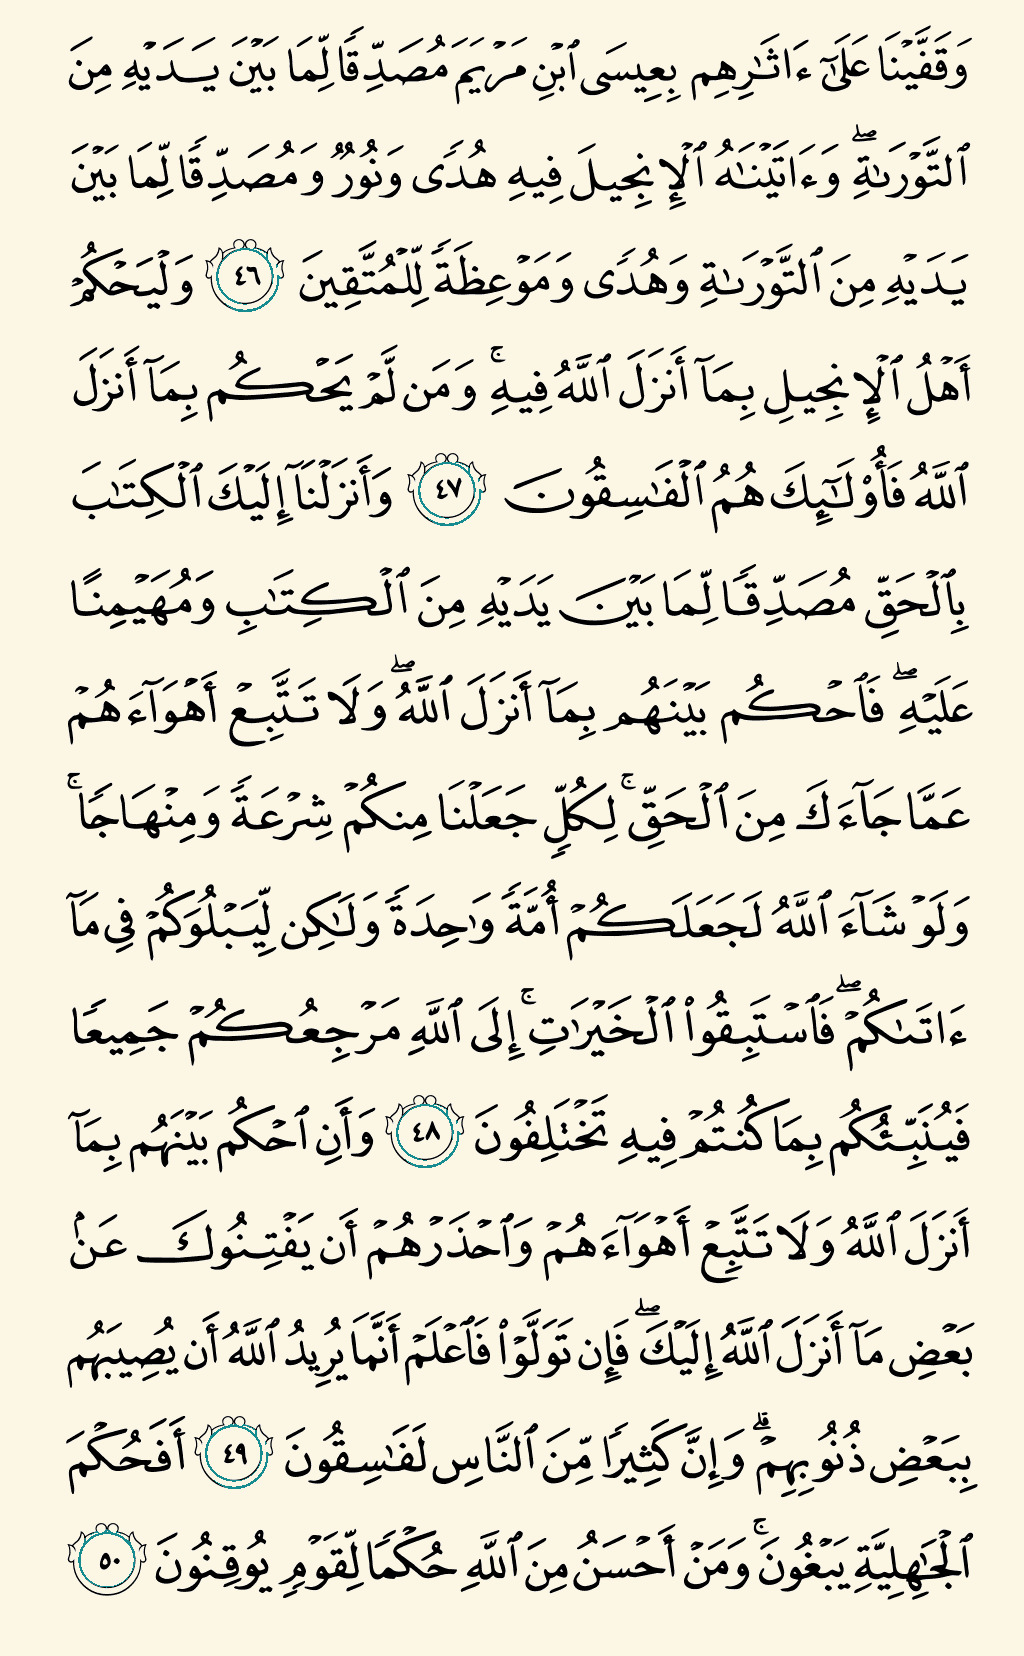 وَقَفَّيۡنَا عَلَىٰٓ ءَاثَٰرِهِم بِعِيسَى ٱبۡنِ مَرۡيَمَ مُصَدِّقٗا لِّمَا بَيۡنَ يَدَيۡهِ مِنَ
ٱلتَّوۡرَىٰةِۖ وَءَاتَيۡنَٰهُ ٱلۡإِنجِيلَ فِيهِ هُدٗى وَنُورٞ وَمُصَدِّقٗا لِّمَا بَيۡنَ
يَدَيۡهِ مِنَ ٱلتَّوۡرَىٰةِ وَهُدٗى وَمَوۡعِظَةٗ لِّلۡمُتَّقِينَ ٤٦ وَلۡيَحۡكُمۡ
أَهۡلُ ٱلۡإِنجِيلِ بِمَآ أَنزَلَ ٱللَّهُ فِيهِۚ وَمَن لَّمۡ يَحۡكُم بِمَآ أَنزَلَ
ٱللَّهُ فَأُوْلَٰٓئِكَ هُمُ ٱلۡفَٰسِقُونَ ٤٧ وَأَنزَلۡنَآ إِلَيۡكَ ٱلۡكِتَٰبَ
بِٱلۡحَقِّ مُصَدِّقٗا لِّمَا بَيۡنَ يَدَيۡهِ مِنَ ٱلۡكِتَٰبِ وَمُهَيۡمِنًا
عَلَيۡهِۖ فَٱحۡكُم بَيۡنَهُم بِمَآ أَنزَلَ ٱللَّهُۖ وَلَا تَتَّبِعۡ أَهۡوَآءَهُمۡ
عَمَّا جَآءَكَ مِنَ ٱلۡحَقِّۚ لِكُلّٖ جَعَلۡنَا مِنكُمۡ شِرۡعَةٗ وَمِنۡهَاجٗاۚ
وَلَوۡ شَآءَ ٱللَّهُ لَجَعَلَكُمۡ أُمَّةٗ وَٰحِدَةٗ وَلَٰكِن لِّيَبۡلُوَكُمۡ فِي مَآ
ءَاتَىٰكُمۡۖ فَٱسۡتَبِقُواْ ٱلۡخَيۡرَٰتِۚ إِلَى ٱللَّهِ مَرۡجِعُكُمۡ جَمِيعٗا
فَيُنَبِّئُكُم بِمَا كُنتُمۡ فِيهِ تَخۡتَلِفُونَ ٤٨ وَأَنِ ٱحۡكُم بَيۡنَهُم بِمَآ
أَنزَلَ ٱللَّهُ وَلَا تَتَّبِعۡ أَهۡوَآءَهُمۡ وَٱحۡذَرۡهُمۡ أَن يَفۡتِنُوكَ عَنۢ
بَعۡضِ مَآ أَنزَلَ ٱللَّهُ إِلَيۡكَۖ فَإِن تَوَلَّوۡاْ فَٱعۡلَمۡ أَنَّمَا يُرِيدُ ٱللَّهُ أَن يُصِيبَهُم
بِبَعۡضِ ذُنُوبِهِمۡۗ وَإِنَّ كَثِيرٗا مِّنَ ٱلنَّاسِ لَفَٰسِقُونَ ٤٩ أَفَحُكۡمَ
ٱلۡجَٰهِلِيَّةِ يَبۡغُونَۚ وَمَنۡ أَحۡسَنُ مِنَ ٱللَّهِ حُكۡمٗا لِّقَوۡمٖ يُوقِنُونَ ٥٠